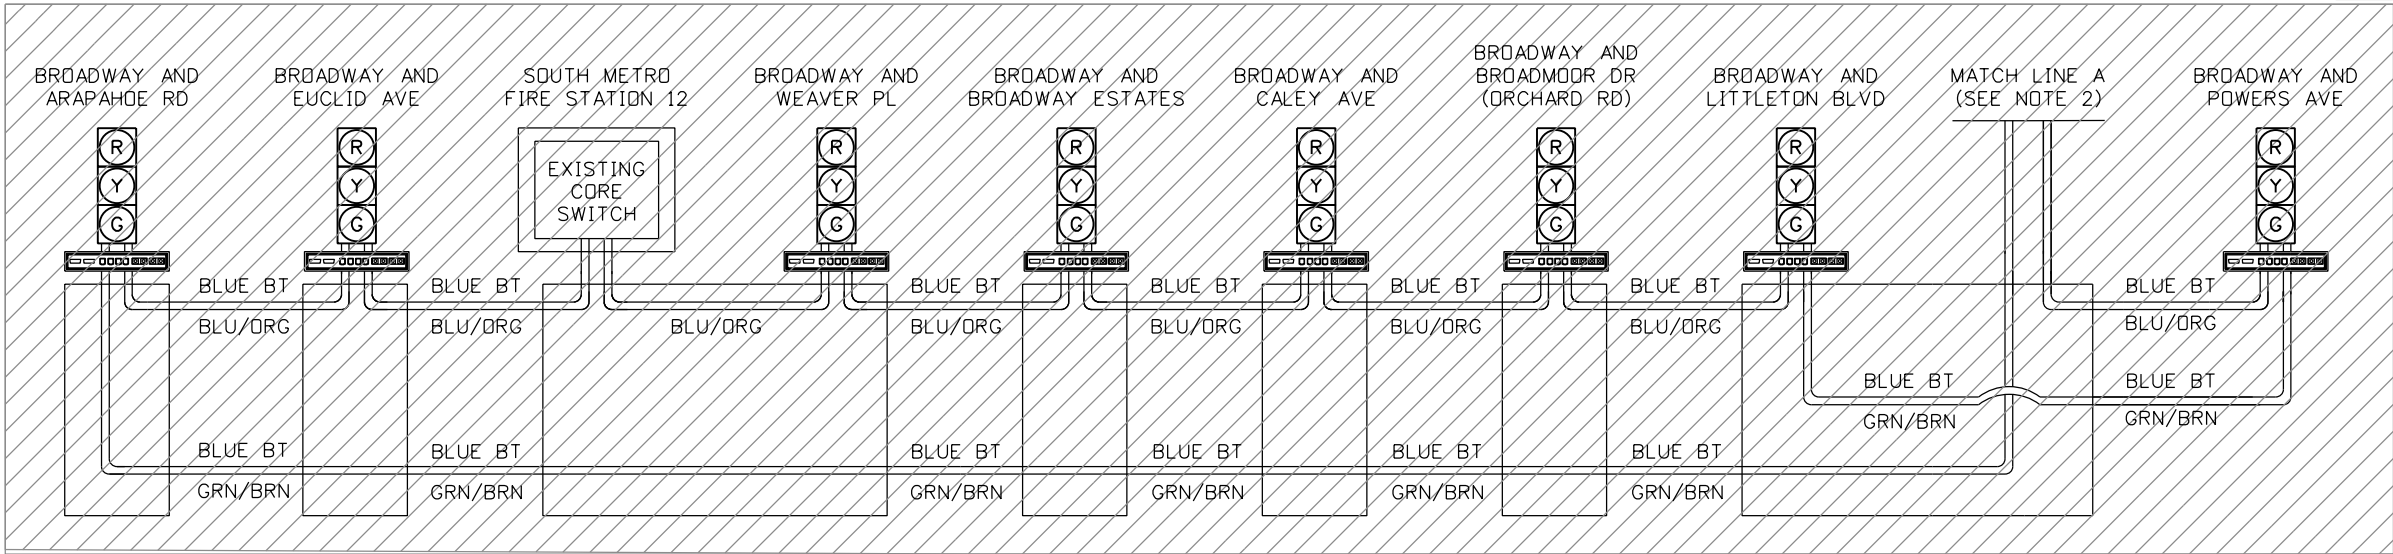 BROADWAY AND
ARAPAHOE RD
BROADWAY AND
EUCLID AVE
SOUTH METRO
FIRE STATION 12
BROADWAY AND
WEAVER PL
BROADWAY AND
BROADWAY ESTATES
BROADWAY AND
CALEY AVE
BROADWAY AND
BROADMOOR DR
(ORCHARD RD)
BROADWAY AND
LITTLETON BLVD
MATCH LINE A
(SEE NOTE 2)
BROADWAY AND
POWERS AVE
R
Y
G
R
Y
G
EXISTING
CORE
SWITCH
R
Y
G
R
Y
G
R
Y
G
R
Y
G
R
Y
G
R
Y
G
BLUE BT
BLU/ORG
BLUE BT
BLU/ORG
BLU/ORG
BLUE BT
BLU/ORG
BLUE BT
BLU/ORG
BLUE BT
BLU/ORG
BLUE BT
BLU/ORG
BLUE BT
BLU/ORG
BLUE BT
GRN/BRN
BLUE BT
GRN/BRN
BLUE BT
GRN/BRN
BLUE BT
GRN/BRN
BLUE BT
GRN/BRN
BLUE BT
GRN/BRN
BLUE BT
GRN/BRN
BLUE BT
GRN/BRN